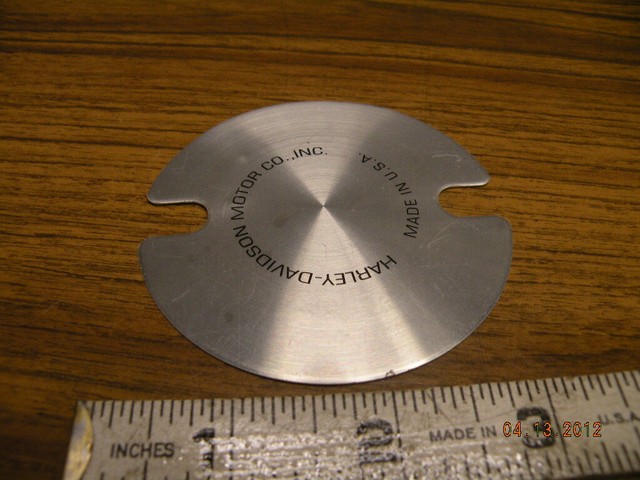 HARLEY-DAVIDSON MOTOR CO.,INC.
MADE IN U.S.A.
INCHES 1 2 MADE IN 3 U.S.
04.13.2012